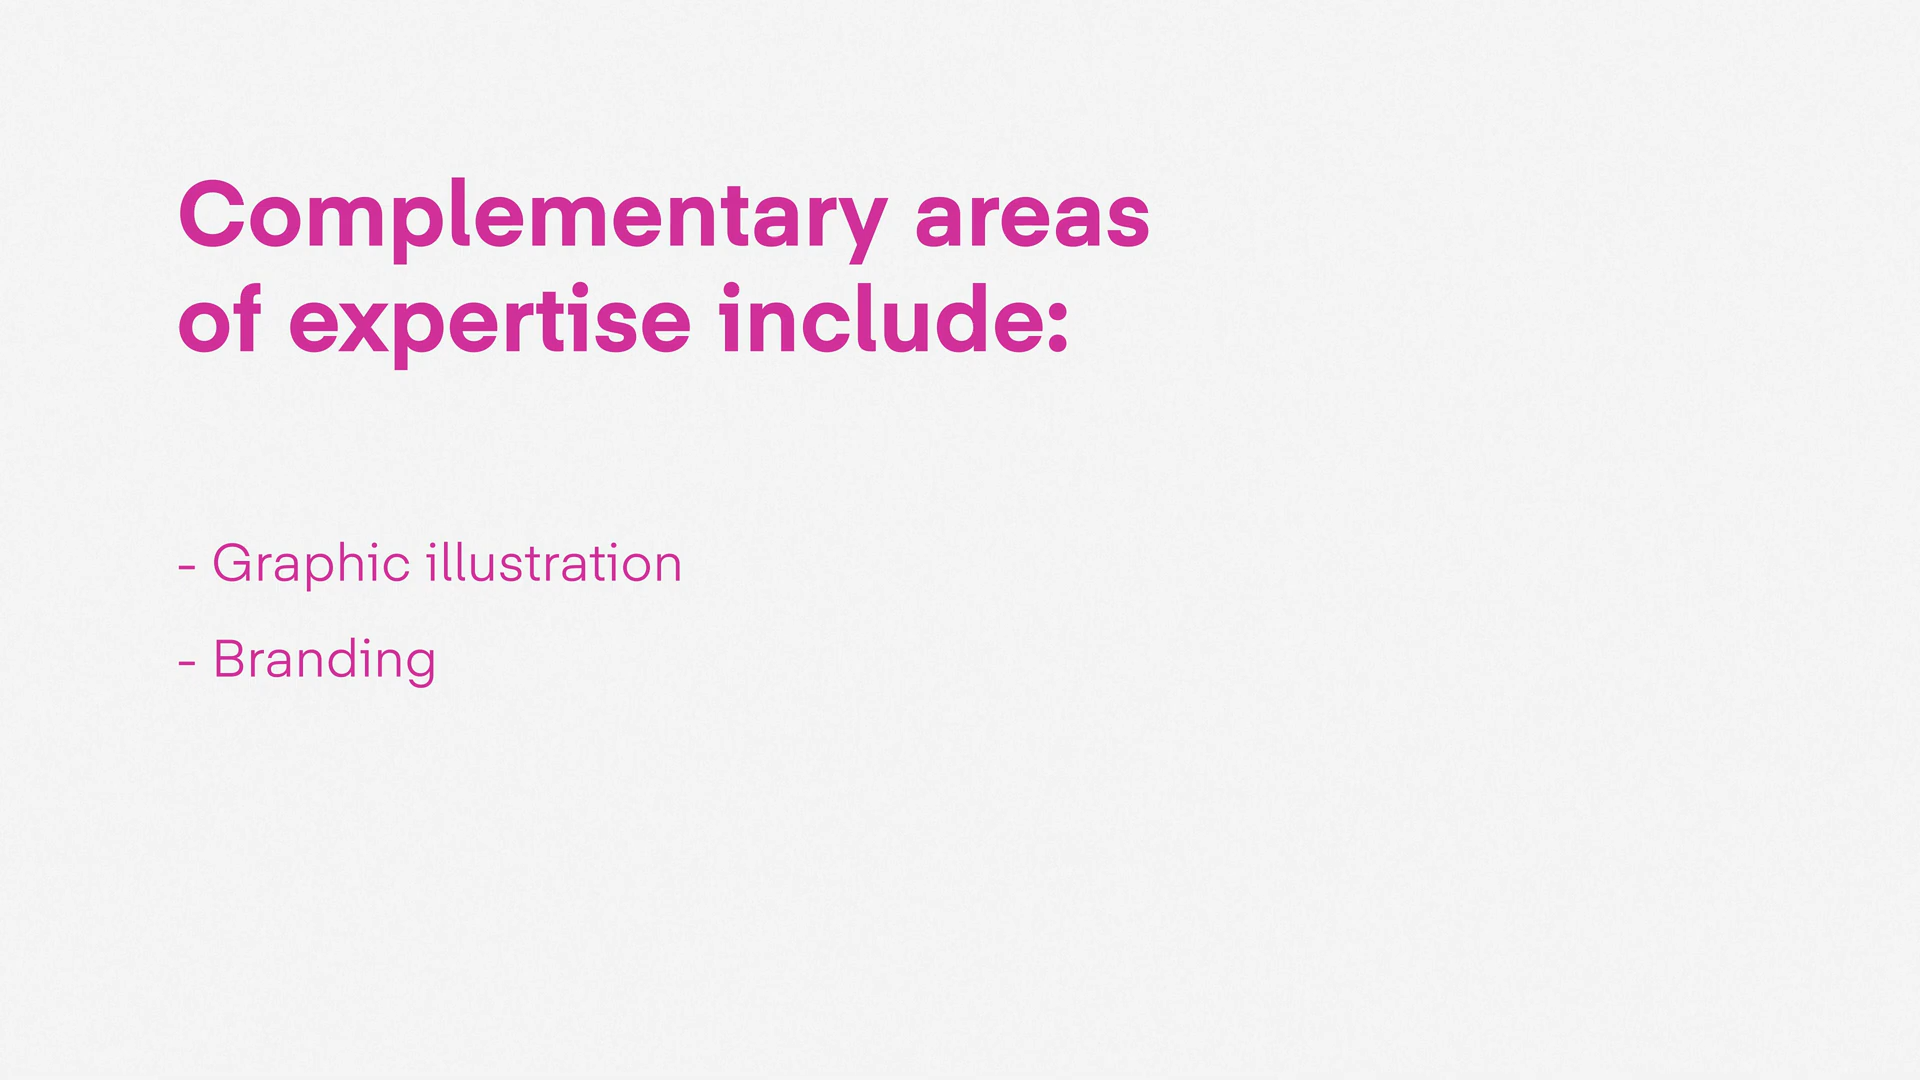 Complementary areas
of expertise include:
- Graphic illustration
- Branding